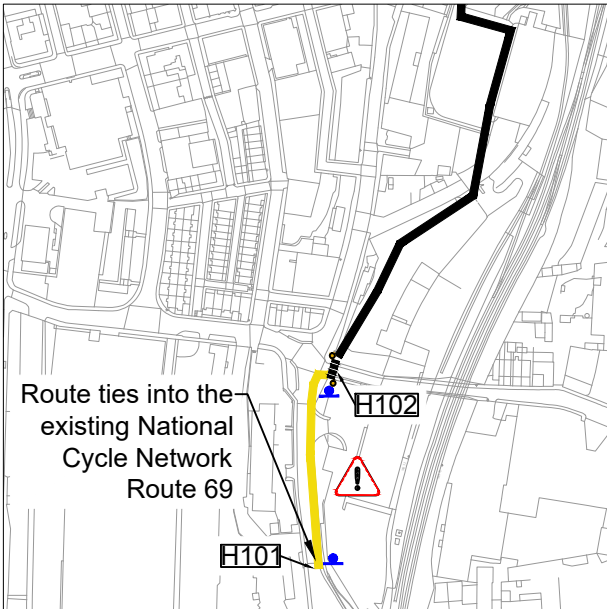 H102
Route ties into the
existing National
Cycle Network
Route 69
!
H101